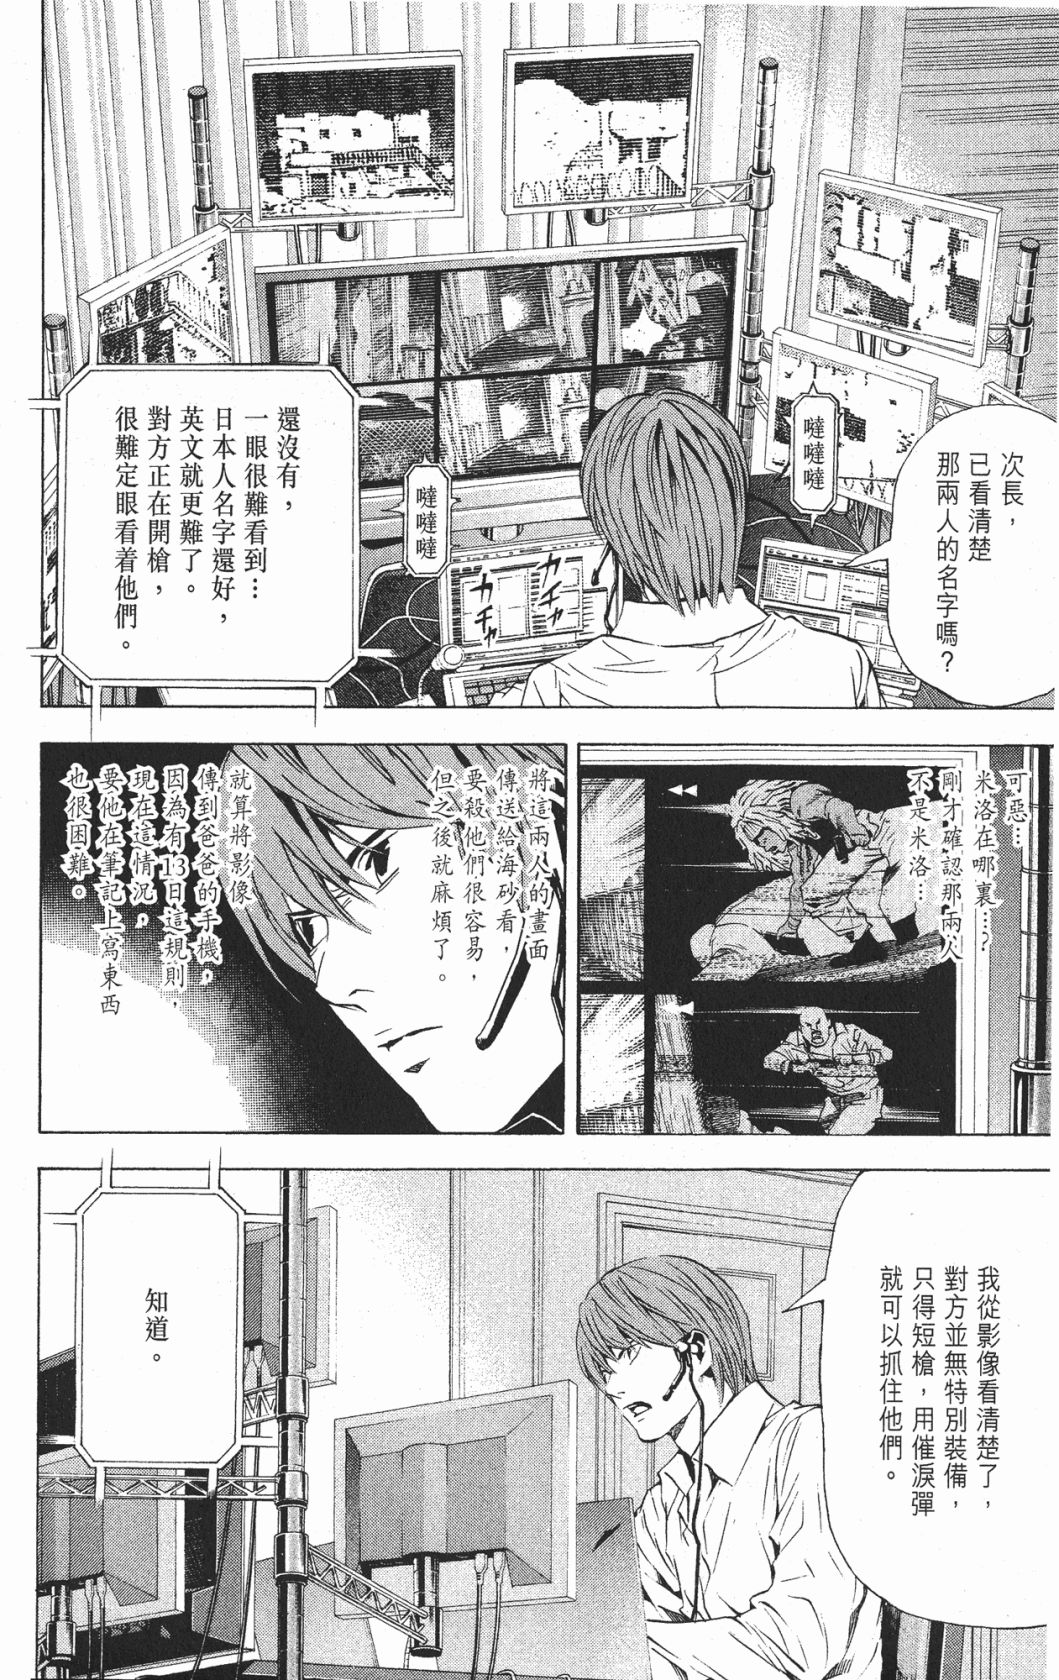 次長，
已看清楚
那兩人的名字嗎？
噠噠噠
噠噠噠
カチャ
カチャ
還沒有，
一眼很難看到…
日本人名字還好，
英文就更難了。
對方正在開槍，
很難定眼看着他們。
可惡…
米洛在哪裏…？
剛才確認那兩人
不是米洛…
將這兩人的畫面
傳送給海砂看，
要殺他們很容易，
但之後就麻煩了。
就算將影像
傳到爸爸的手機，
因為有13日這規則，
現在這情況，
要他在筆記上寫東西
也很困難。
我從影像看清楚了，
對方並無特別裝備，
只得短槍，用催淚彈
就可以抓住他們。
知道。